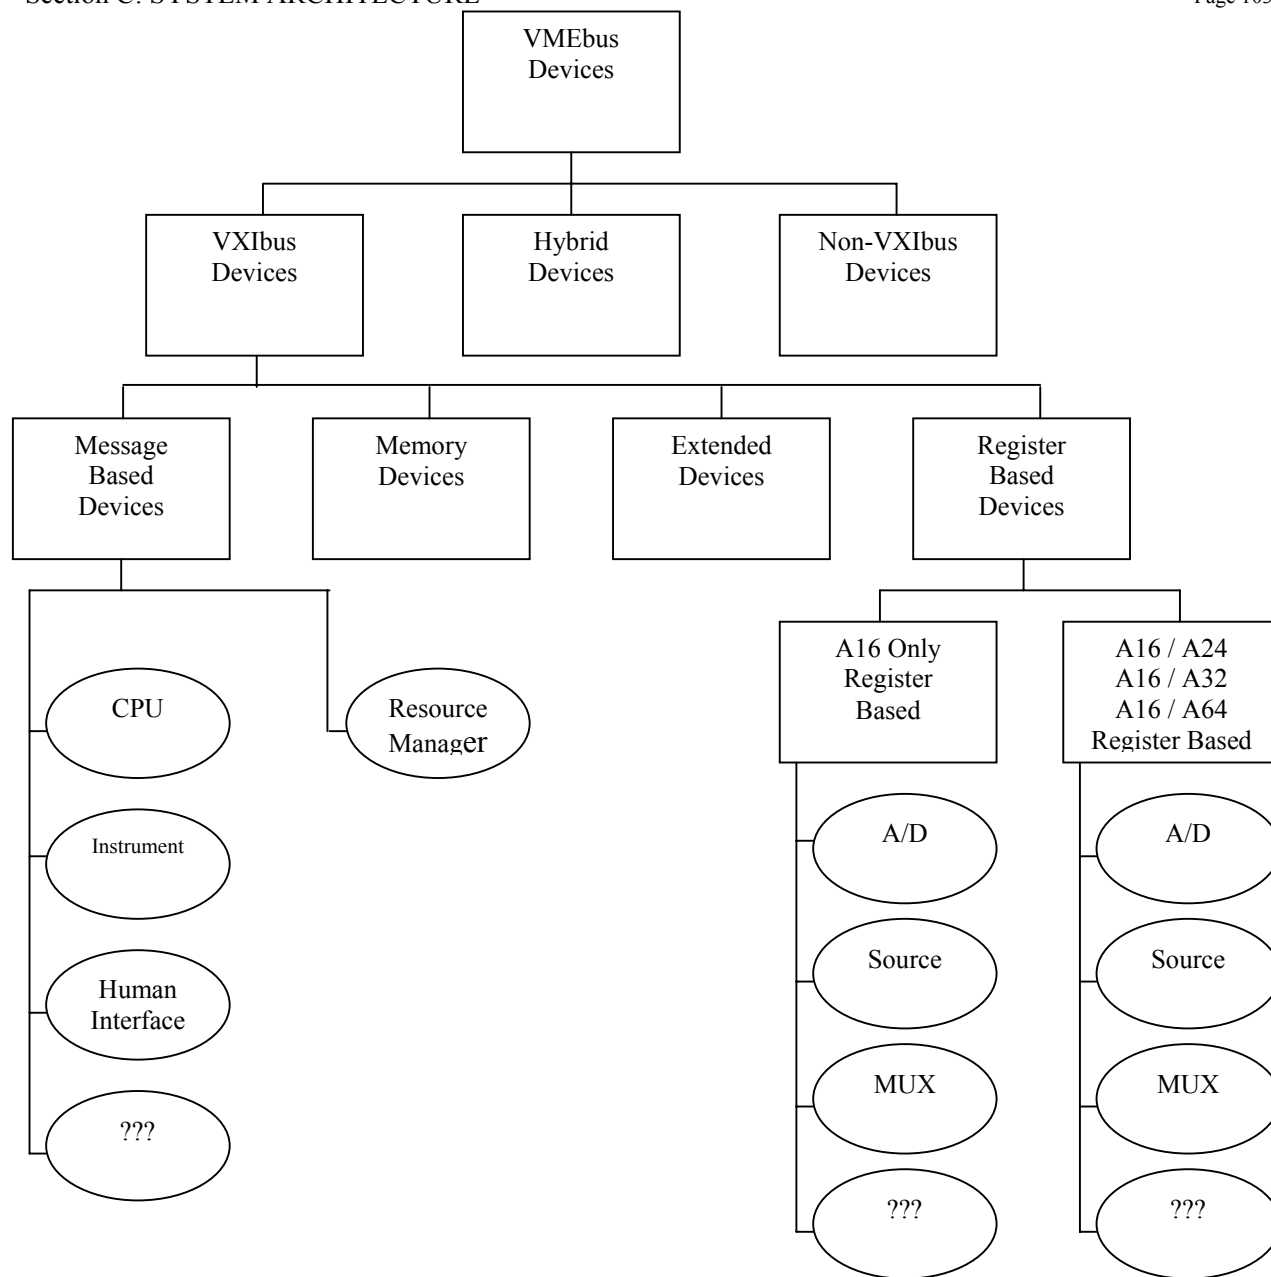 Section C: SYSTEM ARCHITECTURE
Page 103
VMEbus
Devices
VXIbus
Devices
Hybrid
Devices
Non-VXIbus
Devices
Message
Based
Devices
Memory
Devices
Extended
Devices
Register
Based
Devices
A16 Only
Register
Based
A16 / A24
A16 / A32
A16 / A64
Register Based
CPU
Resource
Manager
Instrument
Human
Interface
???
A/D
Source
MUX
???
A/D
Source
MUX
???